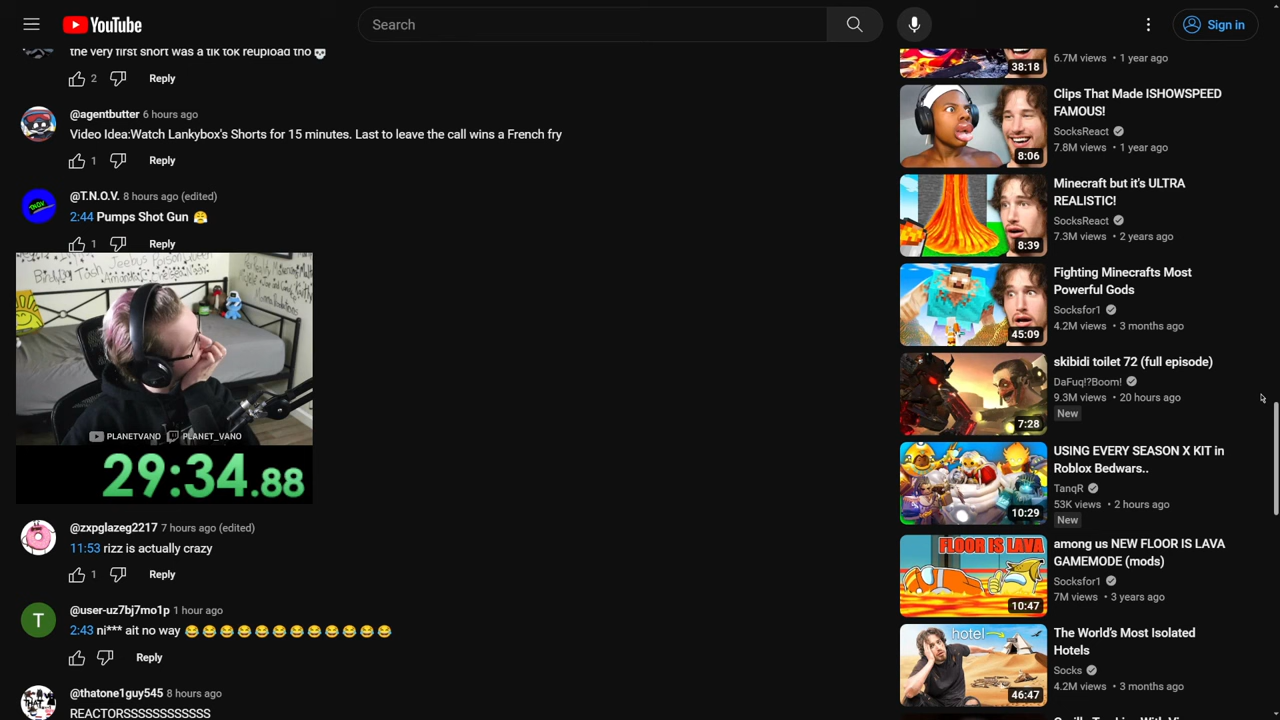 YouTube
Search
Sign in
the very first short was a tik tok reupload tho💀
2
Reply
@agentbutter 6 hours ago
Video Idea:Watch Lankybox's Shorts for 15 minutes. Last to leave the call wins a French fry
1
Reply
@T.N.O.V. 8 hours ago (edited)
2:44 Pumps Shot Gun 😤
1
Reply
PLANETVANO PLANET_VANO
29:34.88
@zxpglazeg2217 7 hours ago (edited)
11:53 rizz is actually crazy
1
Reply
T
@user-uz7bj7mo1p 1 hour ago
2:43 ni*** ait no way 😂😂😂😂😂😂😂😂😂😂😂😂
Reply
@thatone1guy545 8 hours ago
REACTORSSSSSSSSSSSS
38:18
6.7M views • 1 year ago
8:06
Clips That Made ISHOWSPEED
FAMOUS!
SocksReact
7.8M views • 1 year ago
8:39
Minecraft but it's ULTRA
REALISTIC!
SocksReact
7.3M views • 2 years ago
45:09
Fighting Minecrafts Most
Powerful Gods
Socksfor1
4.2M views • 3 months ago
7:28
skibidi toilet 72 (full episode)
DaFuq!?Boom!
9.3M views • 20 hours ago
New
10:29
USING EVERY SEASON X KIT in
Roblox Bedwars..
TanqR
53K views • 2 hours ago
New
FLOOR IS LAVA
10:47
among us NEW FLOOR IS LAVA
GAMEMODE (mods)
Socksfor1
7M views • 3 years ago
hotel
46:47
The World's Most Isolated
Hotels
Socks
4.2M views • 3 months ago